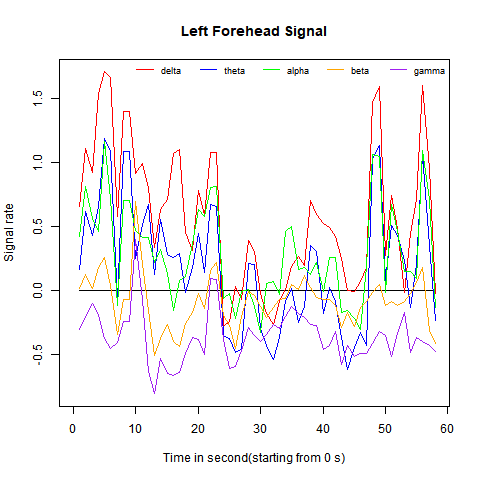 Left Forehead Signal
delta theta alpha beta gamma
Signal rate
1.5
1.0
0.5
0.0
-0.5
0 10 20 30 40 50 60
Time in second(starting from 0 s)